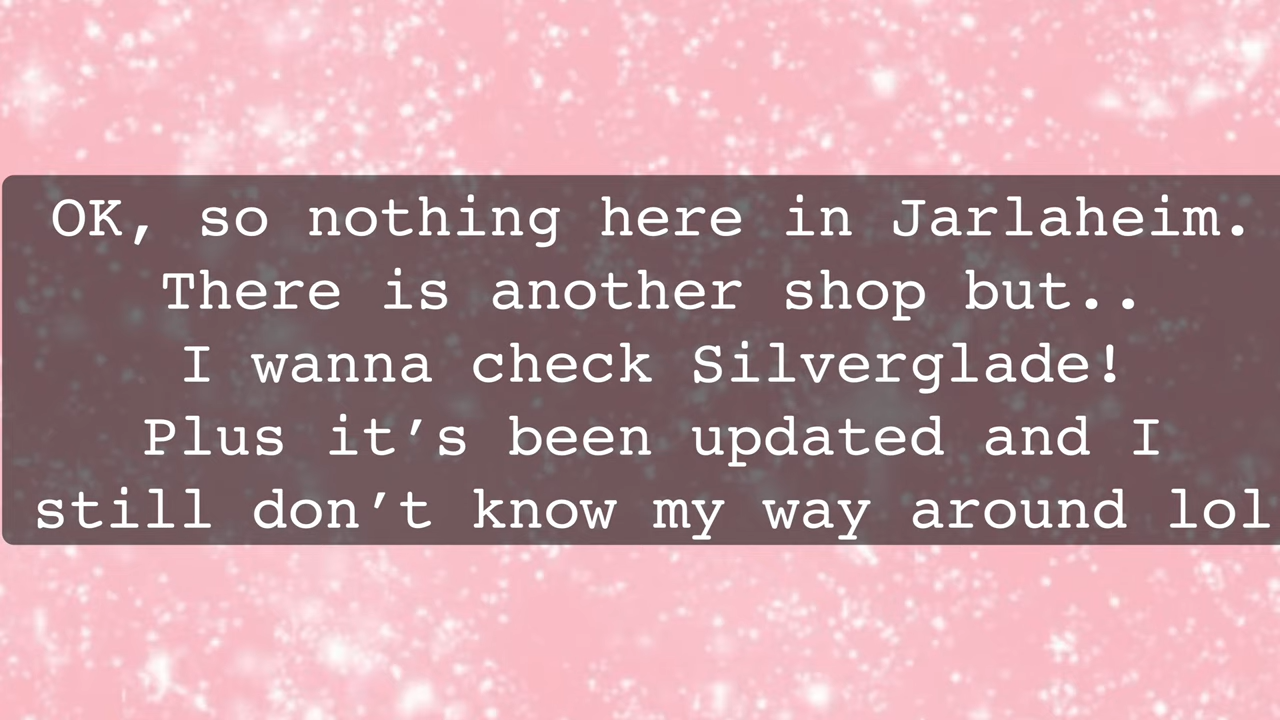 OK, so nothing here in Jarlaheim.
There is another shop but..
I wanna check Silverglade!
Plus it’s been updated and I
still don’t know my way around lol